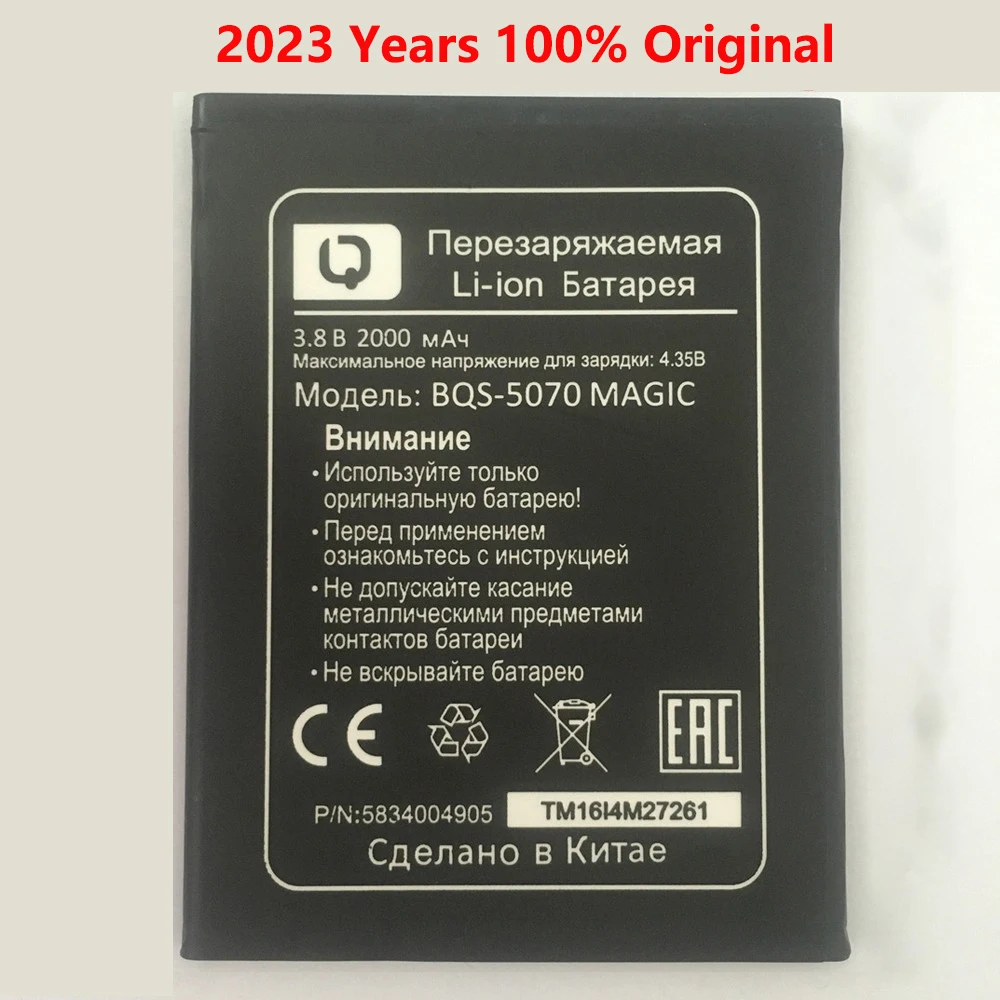 2023 Years 100% Original
Перезаряжаемая
Li-ion Батарея
3.8 В 2000 мАч
Максимальное напряжение для зарядки: 4.35В
Модель: BQS-5070 MAGIC
Внимание
• Используйте только
оригинальную батарею!
• Перед применением
ознакомьтесь с инструкцией
• Не допускайте касание
металлическими предметами
контактов батареи
• Не вскрывайте батарею
CE
EAC
P/N:5834004905 TM16I4M27261
Сделано в Китае